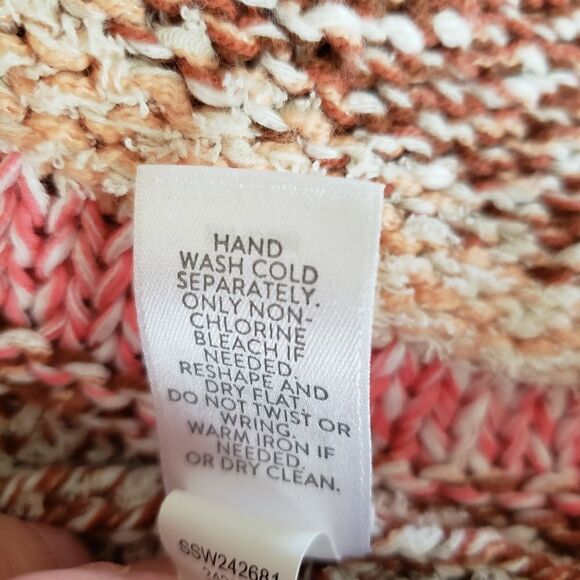 HAND
WASH COLD
SEPARATELY.
ONLY NON-
CHLORINE
BLEACH IF
NEEDED.
RESHAPE AND
DRY FLAT
DO NOT TWIST OR
WRING.
WARM IRON IF
NEEDED.
OR DRY CLEAN.
SSW242681